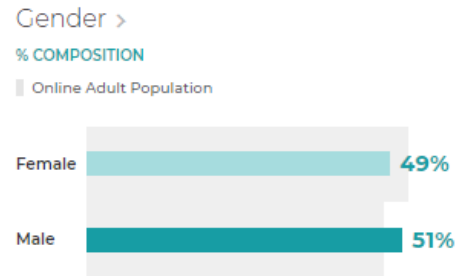 Gender >
% COMPOSITION
Online Adult Population
Female 49%
Male 51%